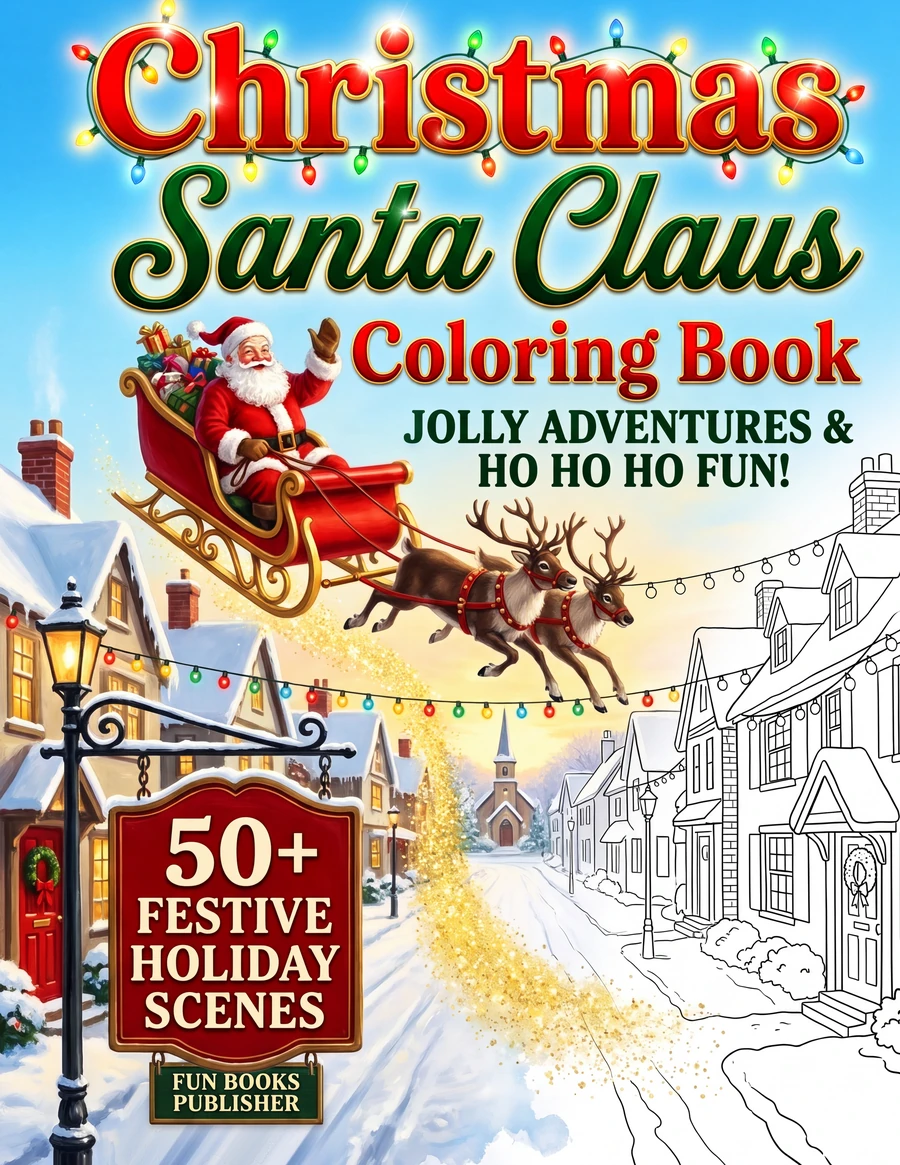 Christmas
Santa Claus
Coloring Book
JOLLY ADVENTURES &
HO HO HO FUN!
50+
FESTIVE
HOLIDAY
SCENES
FUN BOOKS
PUBLISHER